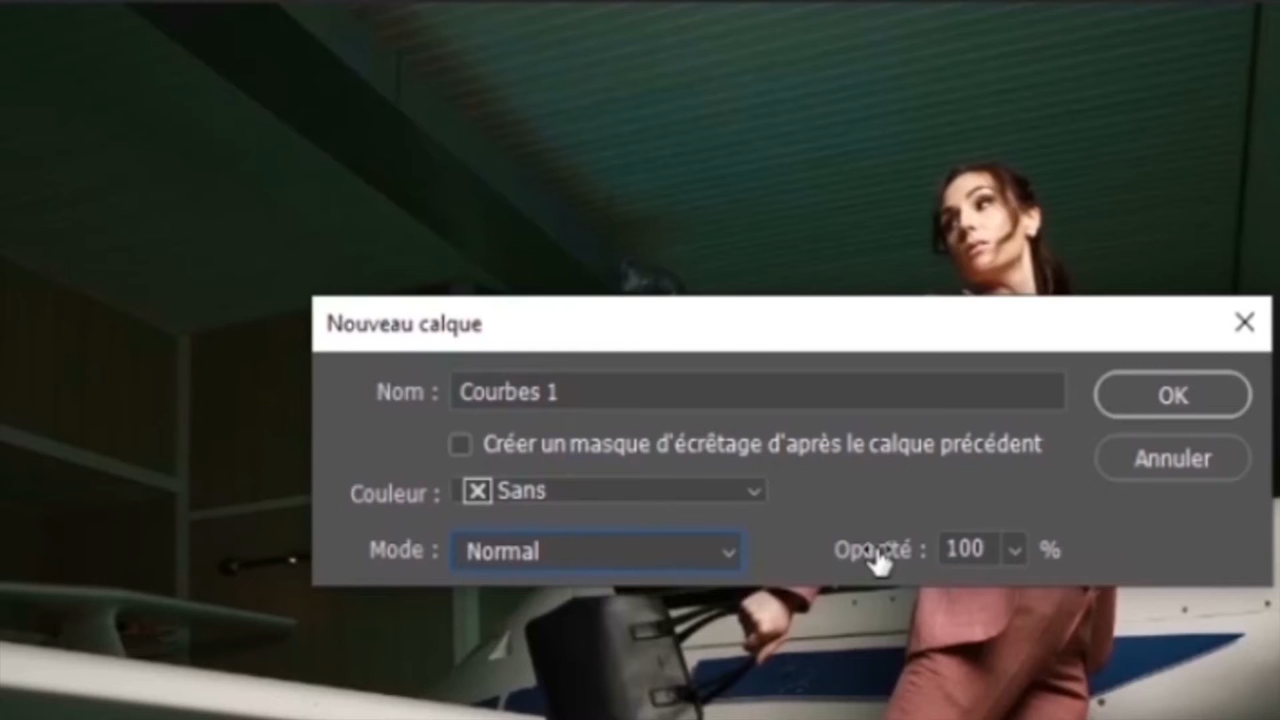 Nouveau calque
Nom : Courbes 1
OK
Créer un masque d'écrêtage d'après le calque précédent
Annuler
Couleur : Sans
Mode : Normal
Opacité : 100 %